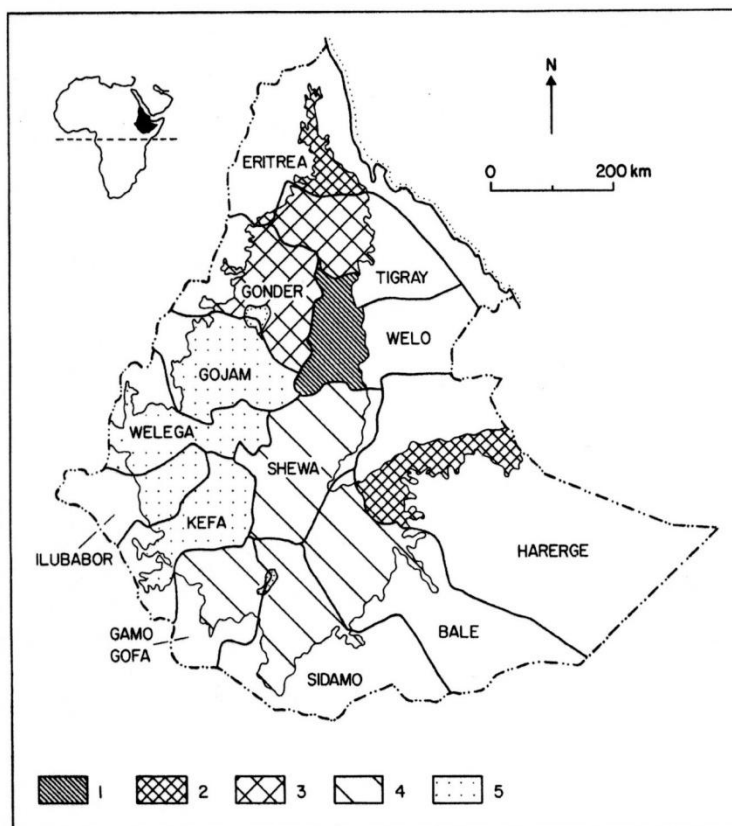 N
0 200 km
ERITREA
TIGRAY
GONDER
WELO
GOJAM
WELEGA
SHEWA
KEFA
HARERGE
ILUBABOR
GAMO
GOFA
BALE
SIDAMO
1 2 3 4 5